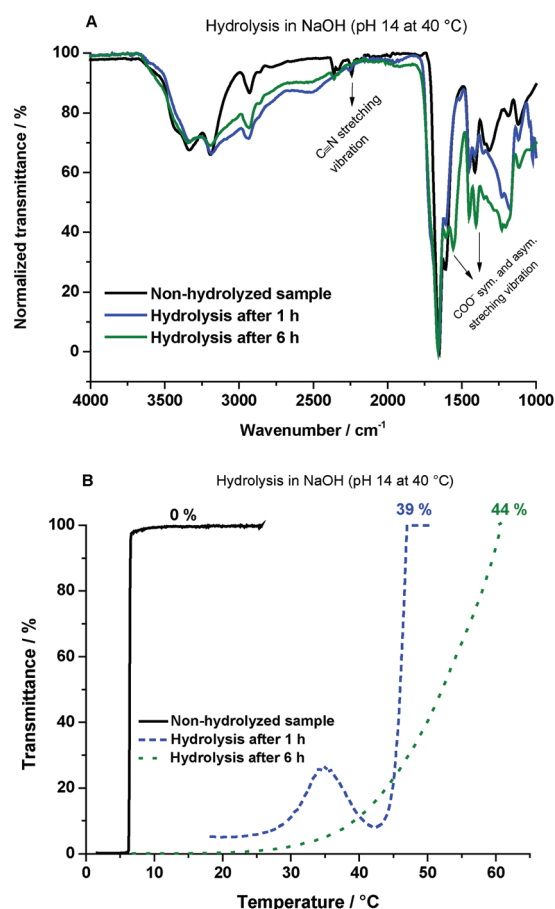 A
Hydrolysis in NaOH (pH 14 at 40 °C)
100
80
60
40
20
0
Normalized transmittance / %
C≡N stretching
vibration
COO⁻ sym. and asym.
streching vibration
Non-hydrolyzed sample
Hydrolysis after 1 h
Hydrolysis after 6 h
4000 3500 3000 2500 2000 1500 1000
Wavenumber / cm⁻¹
B
Hydrolysis in NaOH (pH 14 at 40 °C)
0 % 39 % 44 %
100
80
60
40
20
0
Transmittance / %
Non-hydrolyzed sample
Hydrolysis after 1 h
Hydrolysis after 6 h
0 10 20 30 40 50 60
Temperature / °C